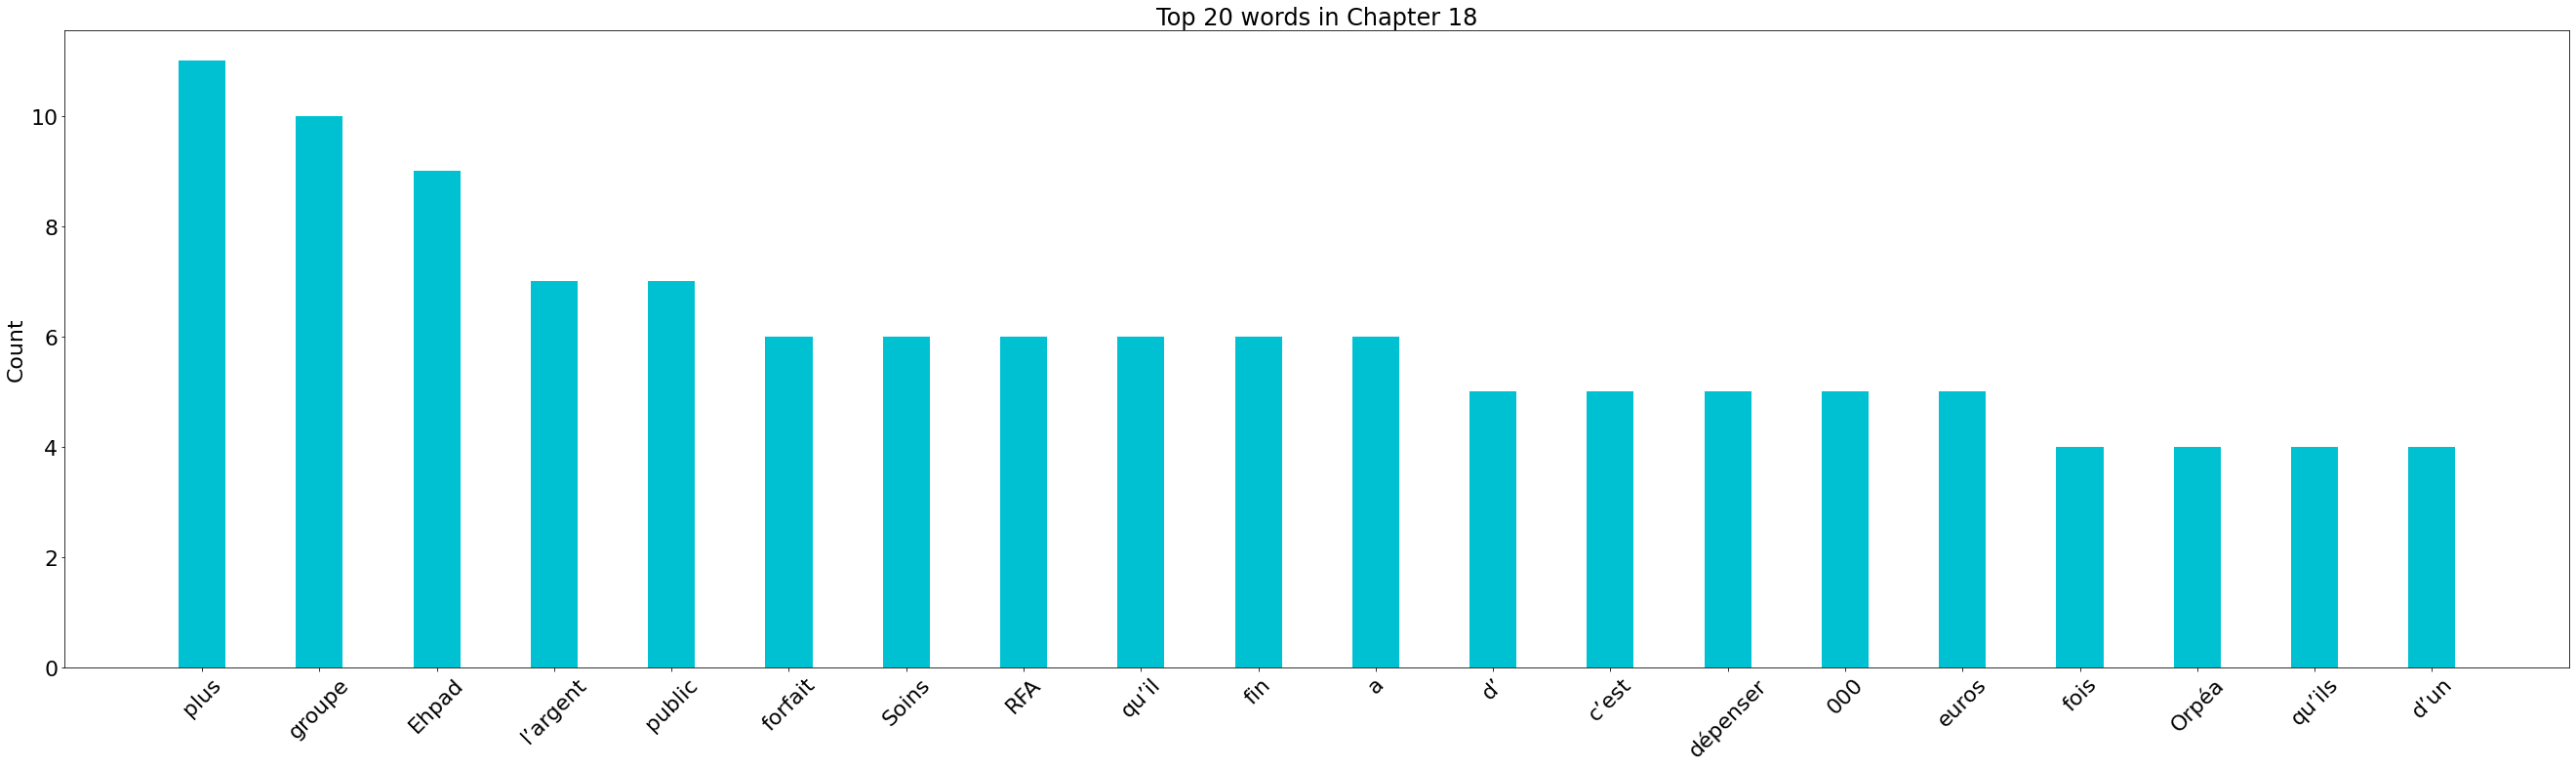 Top 20 words in Chapter 18
Count
10
8
6
4
2
0
plus
groupe
Ehpad
l’argent
public
forfait
Soins
RFA
qu’il
fin
a
d’
c’est
dépenser
000
euros
fois
Orpéa
qu’ils
d’un